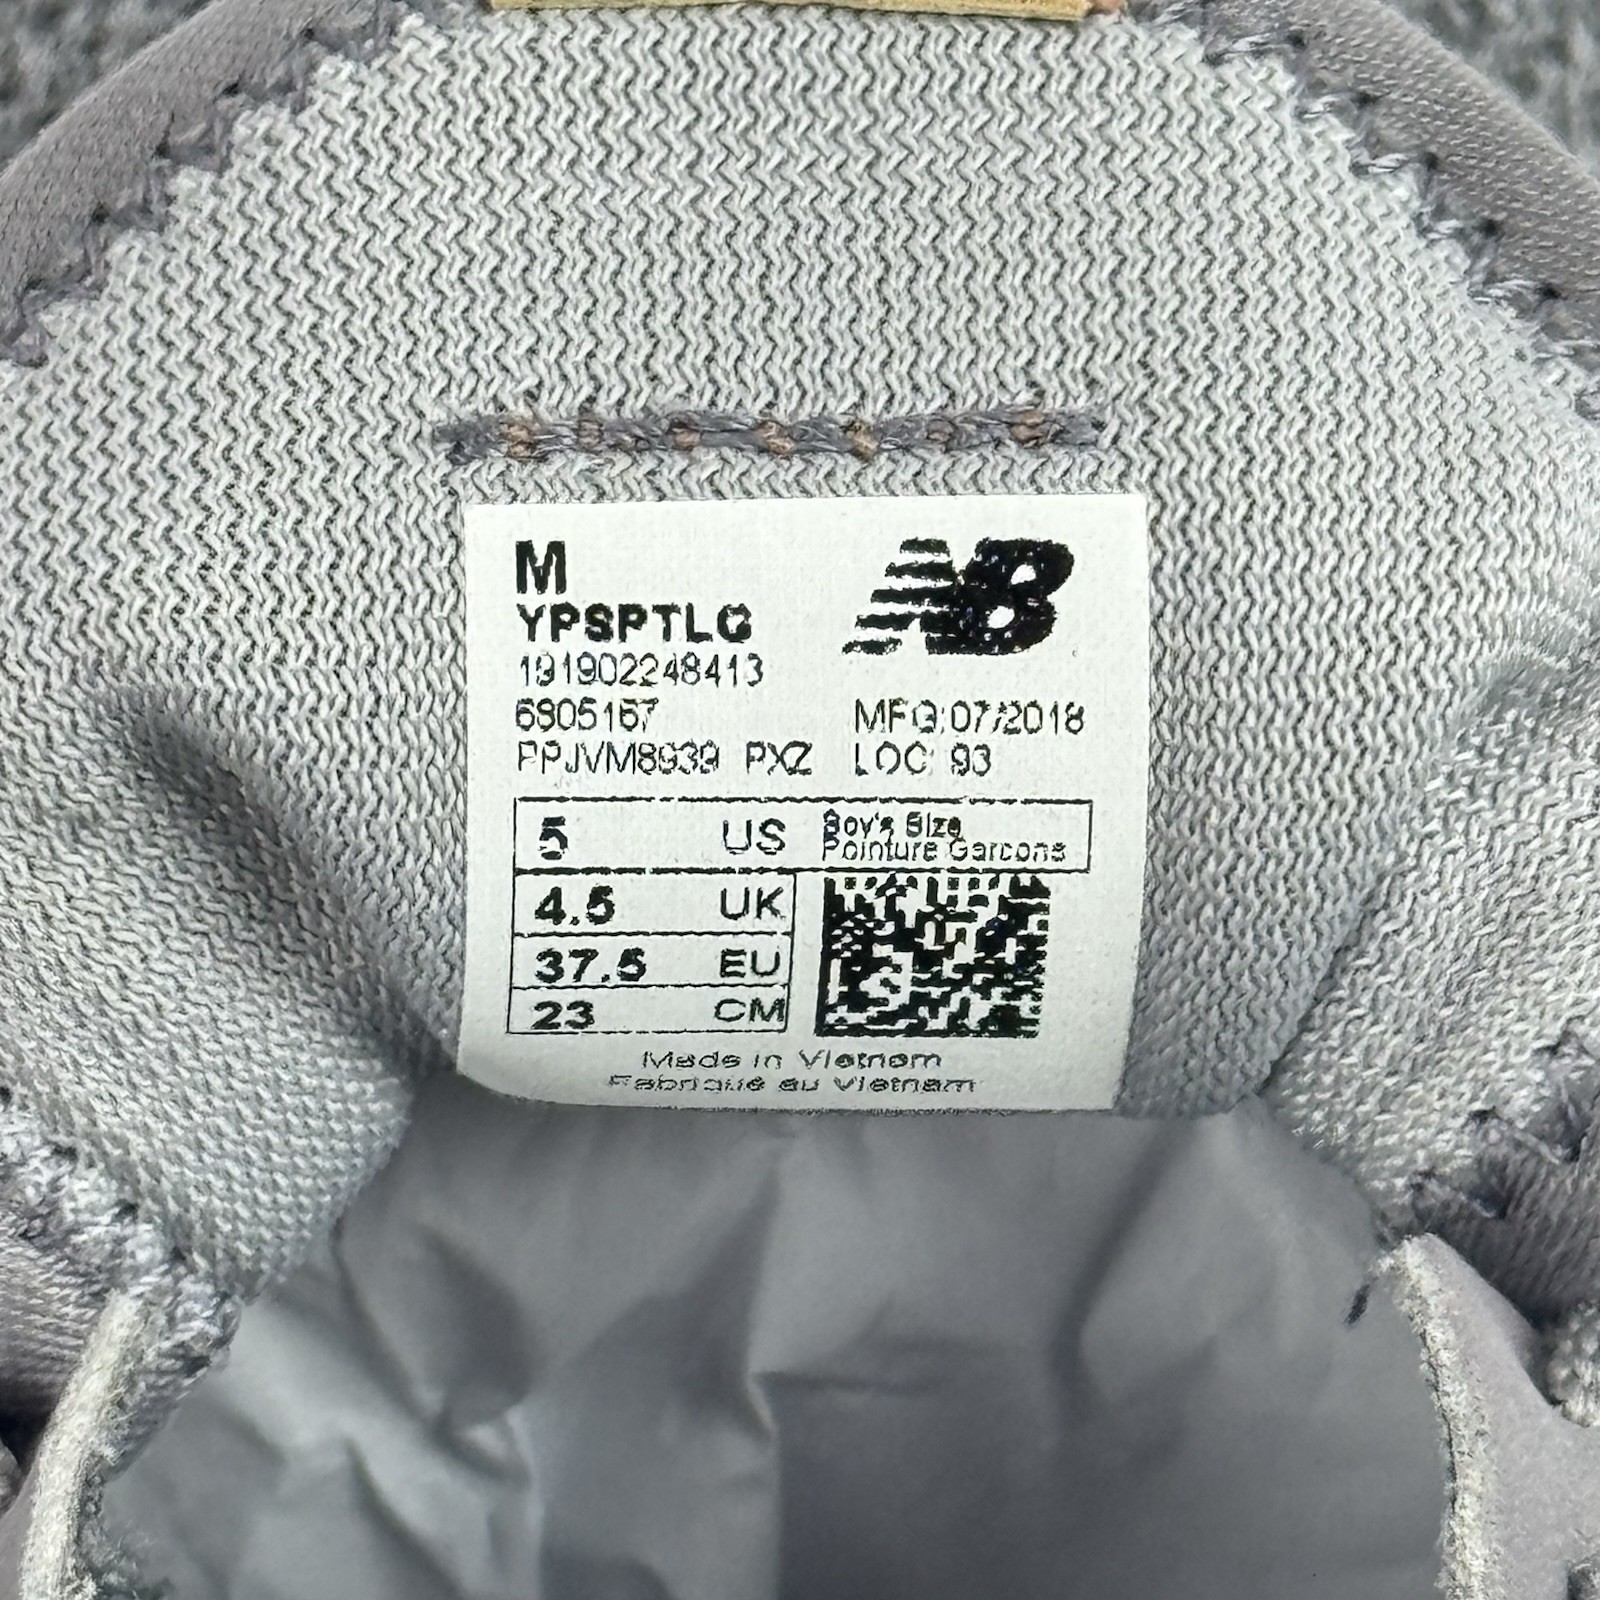 M
NB
YPSPTLG
191902248413
6805167
MFG:07/2018
PPJVM8939 PXZ
LOC: 93
5 US
Boy's Size
Pointure Garcons
4.5 UK
37.5 EU
23 CM
Made in Vietnam
Fabriqué au Vietnam